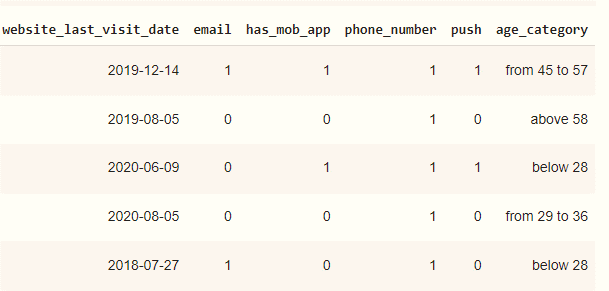 website_last_visit_date email has_mob_app phone_number push age_category
2019-12-14 1 1 1 1 from 45 to 57
2019-08-05 0 0 1 0 above 58
2020-06-09 0 1 1 1 below 28
2020-08-05 0 0 1 0 from 29 to 36
2018-07-27 1 0 1 0 below 28